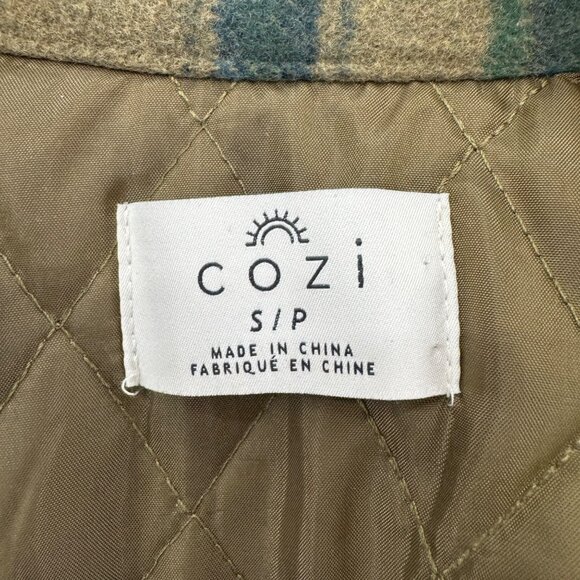 cozi
S/P
MADE IN CHINA
FABRIQUÉ EN CHINE